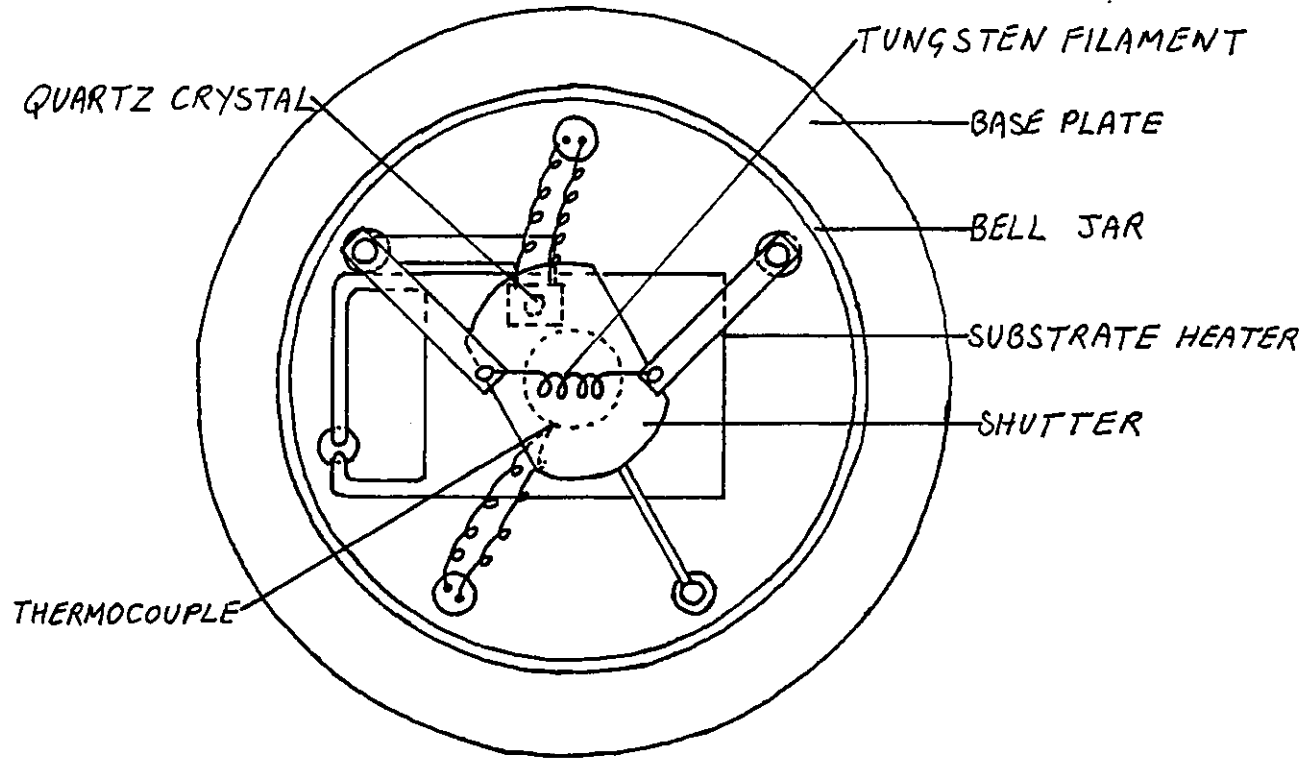 TUNGSTEN FILAMENT
QUARTZ CRYSTAL
BASE PLATE
BELL JAR
SUBSTRATE HEATER
SHUTTER
THERMOCOUPLE